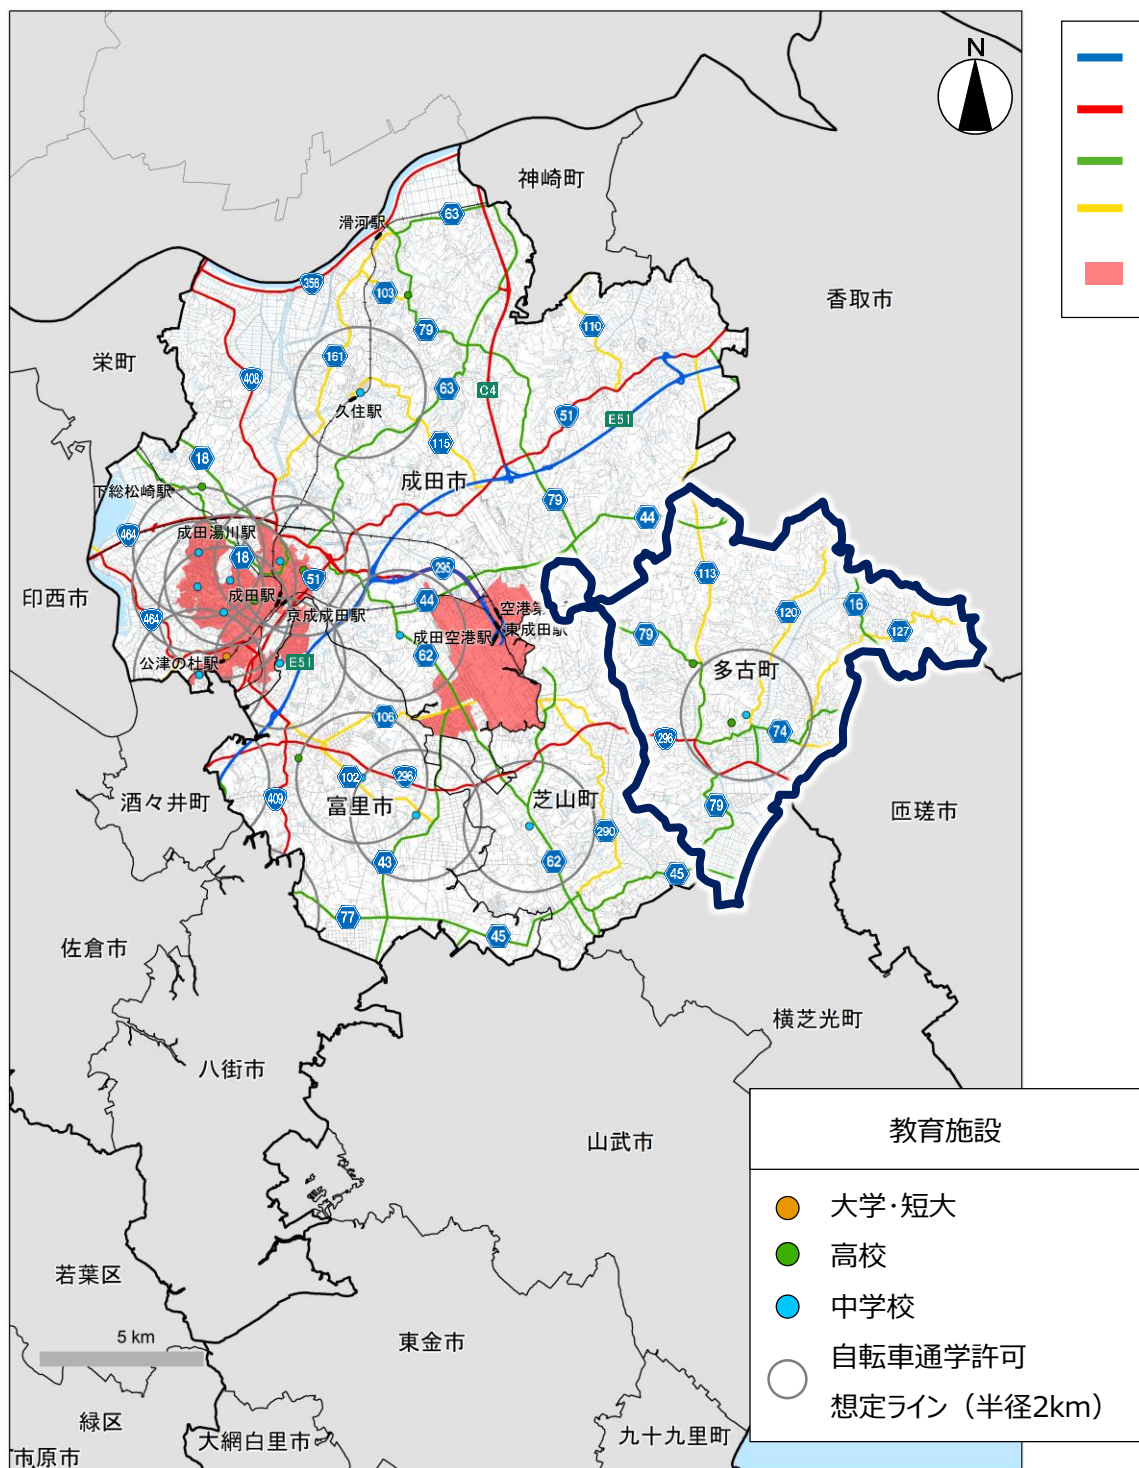 N
神崎町
滑河駅
63
356
103
香取市
110
79
161
栄町
408
63
C4
久住駅
51
E51
115
18
成田市
下総松崎駅
79
44
464
成田湯川駅
18
295
113
51
印西市
成田駅
44
空港第
16
120
464
京成成田駅
成田空港駅
東成田駅
127
79
公津の杜駅
E51
62
多古町
106
74
296
102
296
酒々井町
409
富里市
芝山町
79
匝瑳市
290
43
62
45
77
45
佐倉市
横芝光町
八街市
山武市
教育施設
大学・短大
高校
若葉区
中学校
5 km
東金市
自転車通学許可
想定ライン（半径2km）
緑区
大網白里市
九十九里町
市原市